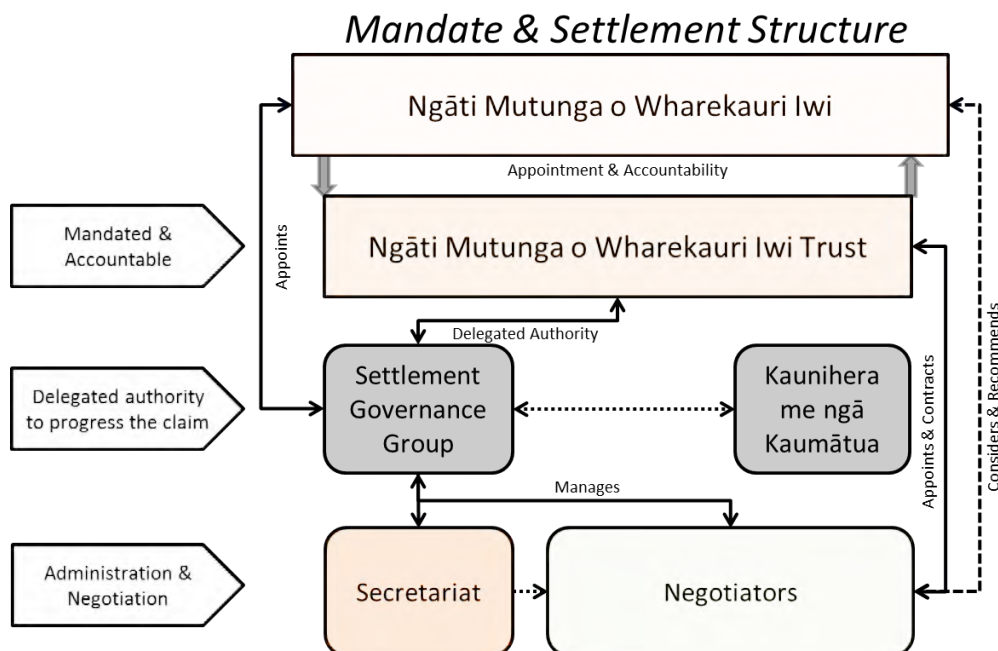 Mandate & Settlement Structure
Ngāti Mutunga o Wharekauri Iwi
Appointment & Accountability
Mandated &
Accountable
Ngāti Mutunga o Wharekauri Iwi Trust
Appoints
Delegated Authority
Delegated authority
to progress the claim
Settlement
Governance
Group
Kaunihera
me ngā
Kaumātua
Appoints & Contracts
Considers & Recommends
Manages
Administration &
Negotiation
Secretariat
Negotiators